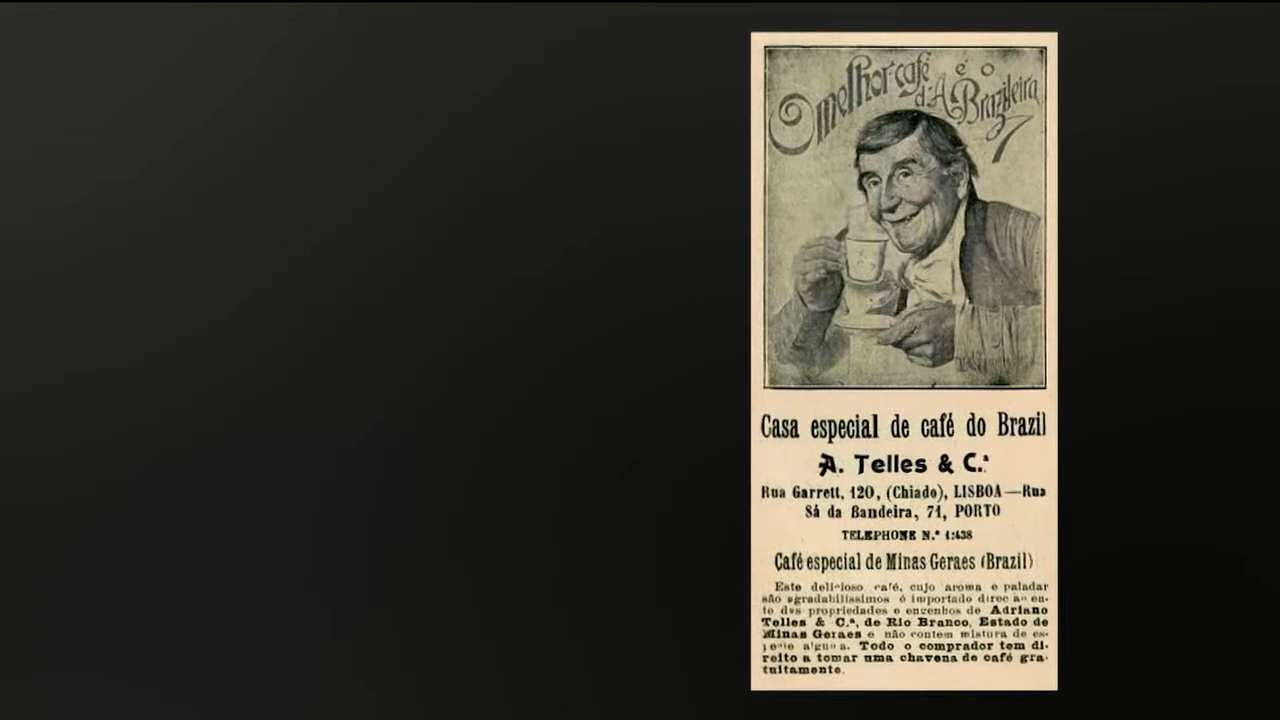 O melhor café é o
d'A Brazileira
Casa especial de café do Brazil
A. Telles & C.ª
Rua Garrett, 120, (Chiado), LISBOA—Rua
Sá da Bandeira, 71, PORTO
TELEPHONE N.º 1:438
Café especial de Minas Geraes (Brazil)
Este delicioso café, cujo aroma e paladar
são agradabilissimos é importado
te das propriedades e engenhos de Adriano
Telles & C.ª, de Rio Branco, Estado de
Minas Geraes e não contem mistura de es-
alguma. Todo o comprador tem di-
reito a tomar uma chavena de café gra-
tuitamente.